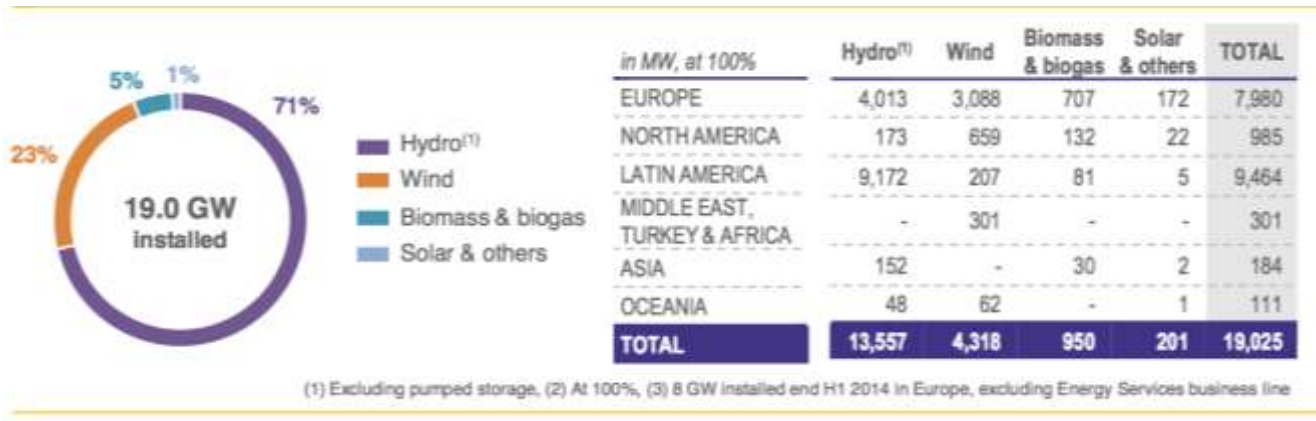 5% 1%
71%
23%
19.0 GW
installed
Hydro(1)
Wind
Biomass & biogas
Solar & others
in MW, at 100% Hydro(1) Wind Biomass & biogas Solar & others TOTAL
EUROPE 4,013 3,088 707 172 7,980
NORTH AMERICA 173 659 132 22 985
LATIN AMERICA 9,172 207 81 5 9,464
MIDDLE EAST,
TURKEY & AFRICA - 301 - - 301
ASIA 152 - 30 2 184
OCEANIA 48 62 - 1 111
TOTAL 13,557 4,318 950 201 19,025
(1) Excluding pumped storage, (2) At 100%, (3) 8 GW installed end H1 2014 in Europe, excluding Energy Services business line